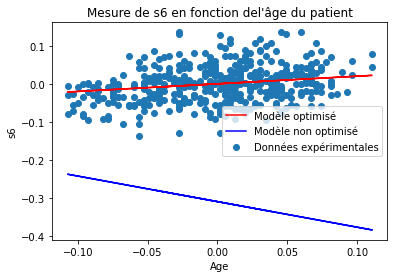 Mesure de s6 en fonction del'âge du patient
0.1
0.0
−0.1
−0.2
−0.3
−0.4
s6
Modèle optimisé
Modèle non optimisé
Données expérimentales
−0.10
−0.05
0.00
0.05
0.10
Age